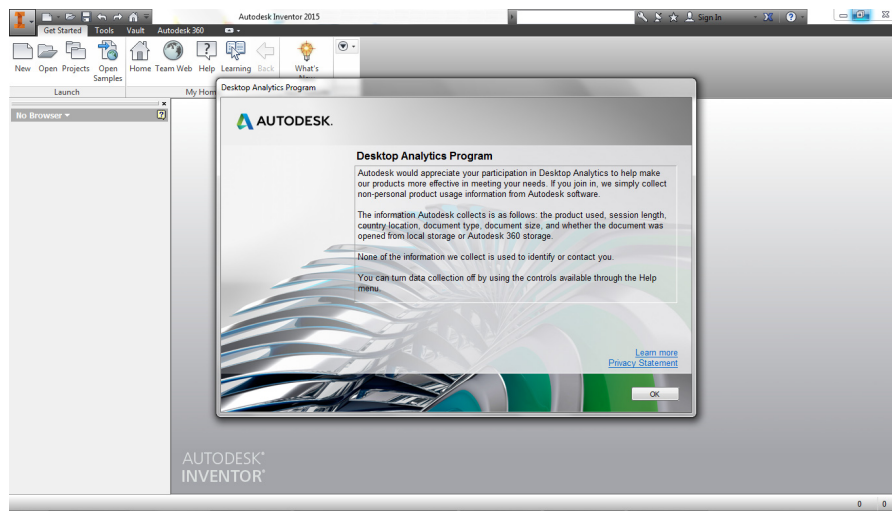 Autodesk Inventor 2015
Sign In
Get Started Tools Vault Autodesk 360
New Open Projects Open Samples Home Team Web Help Learning Back What's
Launch
My Hom
No Browser
Desktop Analytics Program
AUTODESK.
Desktop Analytics Program
Autodesk would appreciate your participation in Desktop Analytics to help make
our products more effective in meeting your needs. If you join in, we simply collect
non-personal product usage information from Autodesk software.
The information Autodesk collects is as follows: the product used, session length,
country location, document type, document size, and whether the document was
opened from local storage or Autodesk 360 storage.
None of the information we collect is used to identify or contact you.
You can turn data collection off by using the controls available through the Help
menu.
Learn more
Privacy Statement
OK
AUTODESK®
INVENTOR®
0 0